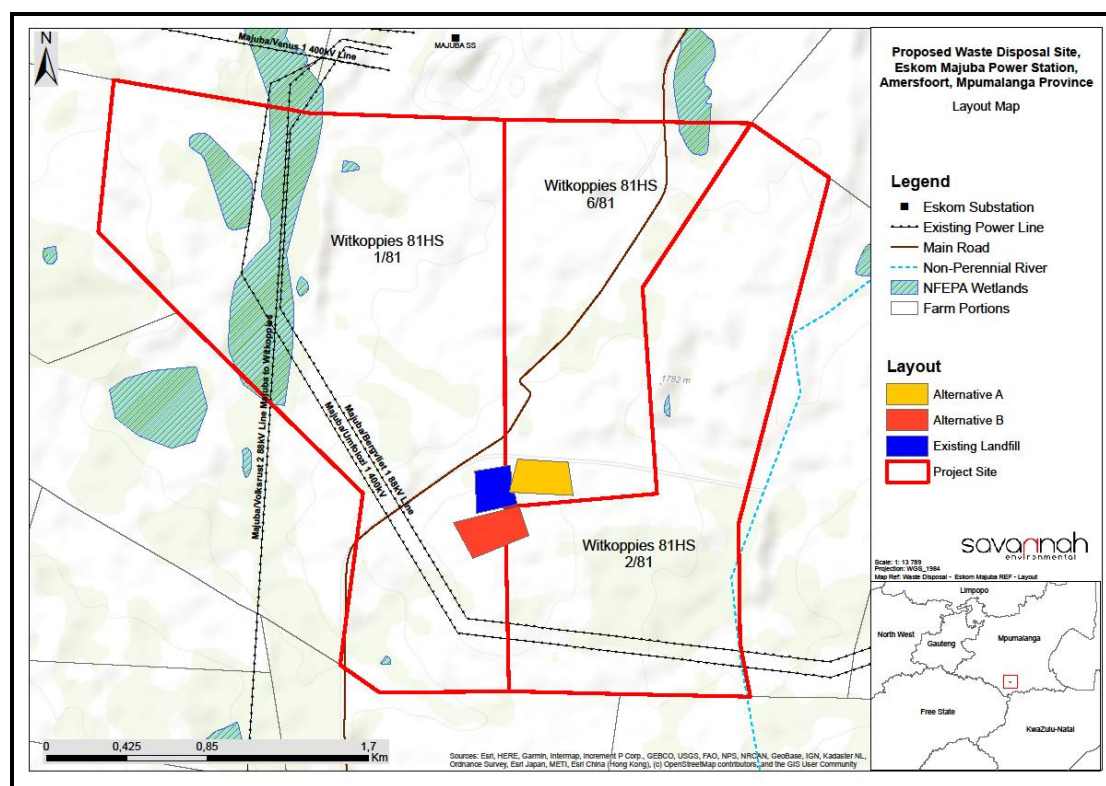 N
Majuba/Venus 1 400kV Line
MAJUBA SS
Witkoppies 81HS
6/81
Witkoppies 81HS
1/81
1782 m
Majuba/Volksrust 2 88kV Line Majuba to Witkoppies
Majuba/Bergvliet 1 88kV Line
Majuba/Umfolozi 1 400kV
Witkoppies 81HS
2/81
0 0,425 0,85 1,7
Km
Sources: Esri, HERE, Garmin, Intermap, increment P Corp., GEBCO, USGS, FAO, NPS, NRCAN, GeoBase, IGN, Kadaster NL,
Ordnance Survey, Esri Japan, METI, Esri China (Hong Kong), (c) OpenStreetMap contributors, and the GIS User Community
Proposed Waste Disposal Site,
Eskom Majuba Power Station,
Amersfoort, Mpumalanga Province
Layout Map
Legend
Eskom Substation
Existing Power Line
Main Road
Non-Perennial River
NFEPA Wetlands
Farm Portions
Layout
Alternative A
Alternative B
Existing Landfill
Project Site
savannah
environmental
Scale: 1: 13 789
Projection: WGS_1984
Map Ref: Waste Disposal - Eskom Majuba REF - Layout
Limpopo
North West
Gauteng
Mpumalanga
Free State
KwaZulu-Natal